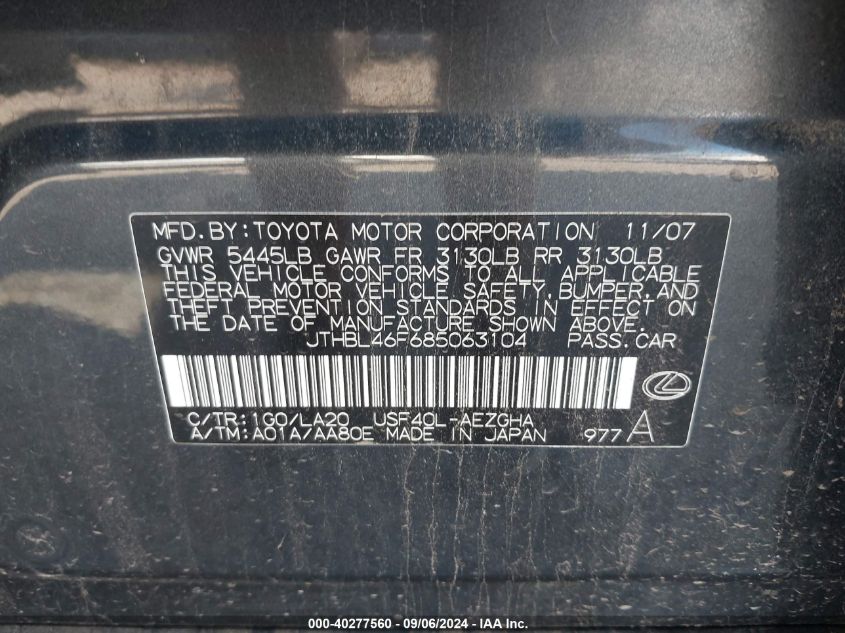 MFD.BY:TOYOTA MOTOR CORPORATION 11/07
GVWR 5445LB GAWR FR 3130LB RR 3130LB
THIS VEHICLE CONFORMS TO ALL APPLICABLE
FEDERAL MOTOR VEHICLE SAFETY,BUMPER,AND
THEFT PREVENTION STANDARDS IN EFFECT ON
THE DATE OF MANUFACTURE SHOWN ABOVE.
JTHBL46F685063104 PASS.CAR
C/TR:1G0/LA20 USF40L-AEZGHA
A/TM:A01A/AA80E MADE IN JAPAN 977 A
000-40277560 - 09/06/2024 - IAA Inc.